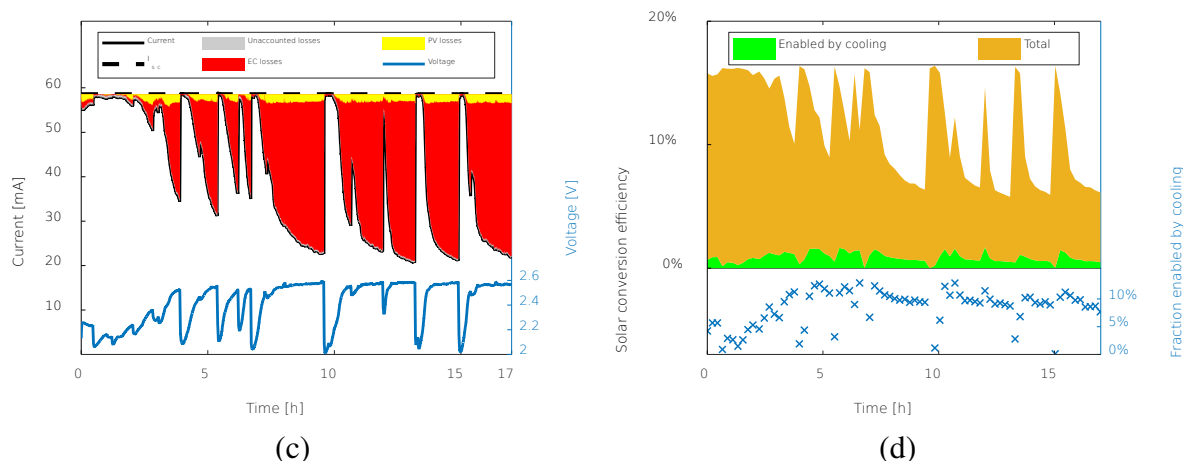 Current
Unaccounted losses
PV losses
I s c
EC losses
Voltage
60
50
40
30
20
10
2.6
2.4
2.2
2
0
5
10
15
17
Current [mA]
Voltage [V]
Time [h]
(c)
20%
10%
0%
Enabled by cooling
Total
10%
5%
0%
0
5
10
15
Solar conversion efficiency
Fraction enabled by cooling
Time [h]
(d)